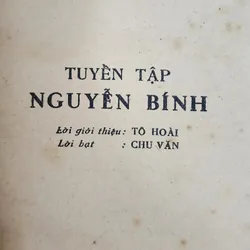 TUYỂN TẬP
NGUYỄN BÍNH
Lời giới thiệu: TÔ HOÀI
Lời bạt : CHU VĂN